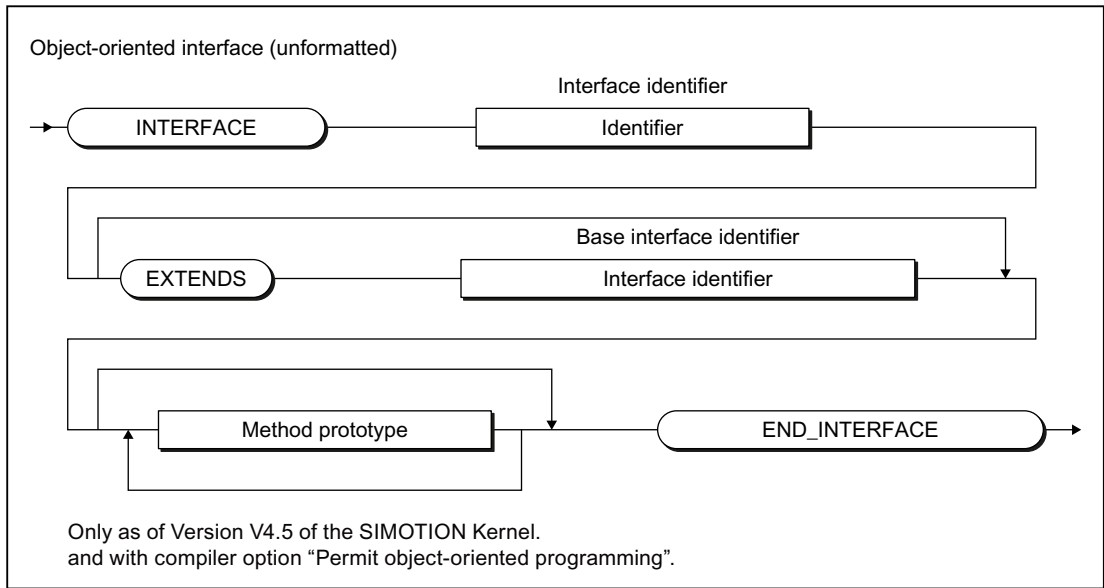 Object-oriented interface (unformatted)
Interface identifier
INTERFACE
Identifier
Base interface identifier
EXTENDS
Interface identifier
Method prototype
END_INTERFACE
Only as of Version V4.5 of the SIMOTION Kernel.
and with compiler option “Permit object-oriented programming”.